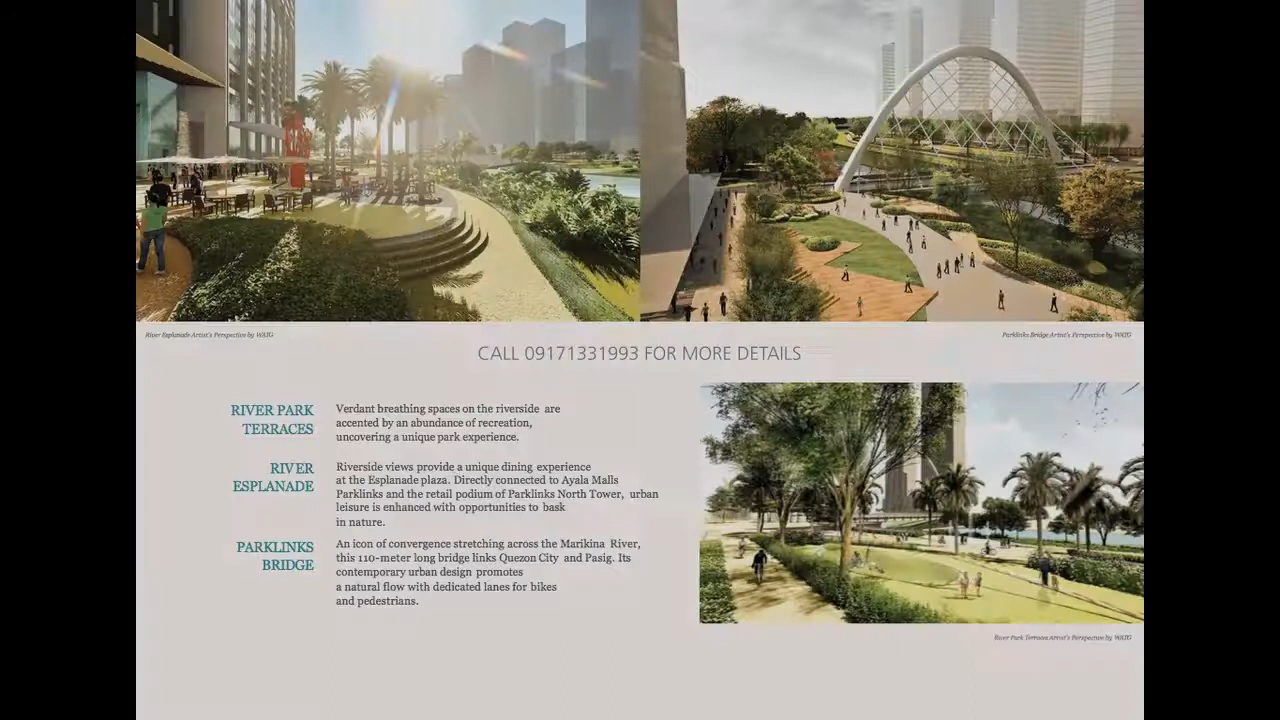 River Esplanade Artist's Perspective by WAIG
Parklinks Bridge Artist's Perspective by WAIG
CALL 09171331993 FOR MORE DETAILS
RIVER PARK
TERRACES
Verdant breathing spaces on the riverside are
accented by an abundance of recreation,
uncovering a unique park experience.
RIVER
ESPLANADE
Riverside views provide a unique dining experience
at the Esplanade plaza. Directly connected to Ayala Malls
Parklinks and the retail podium of Parklinks North Tower, urban
leisure is enhanced with opportunities to bask
in nature.
PARKLINKS
BRIDGE
An icon of convergence stretching across the Marikina River,
this 110-meter long bridge links Quezon City and Pasig. Its
contemporary urban design promotes
a natural flow with dedicated lanes for bikes
and pedestrians.
River Park Terraces Artist's Perspective by WAIG